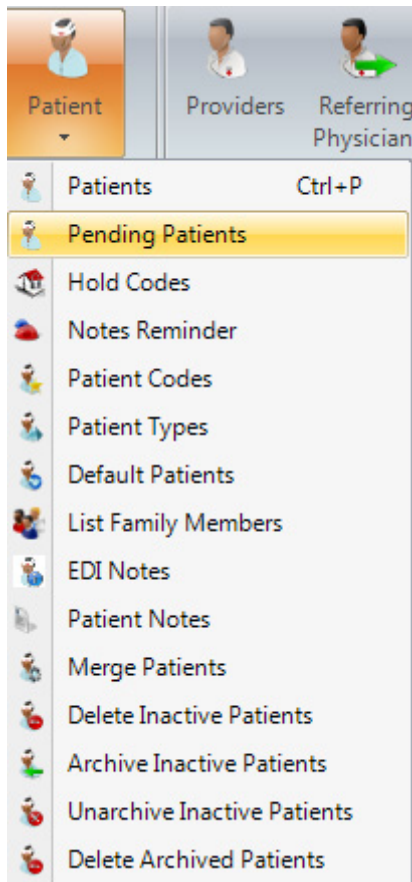 Patient
Providers
Referring
Physician
Patients Ctrl+P
Pending Patients
Hold Codes
Notes Reminder
Patient Codes
Patient Types
Default Patients
List Family Members
EDI Notes
Patient Notes
Merge Patients
Delete Inactive Patients
Archive Inactive Patients
Unarchive Inactive Patients
Delete Archived Patients